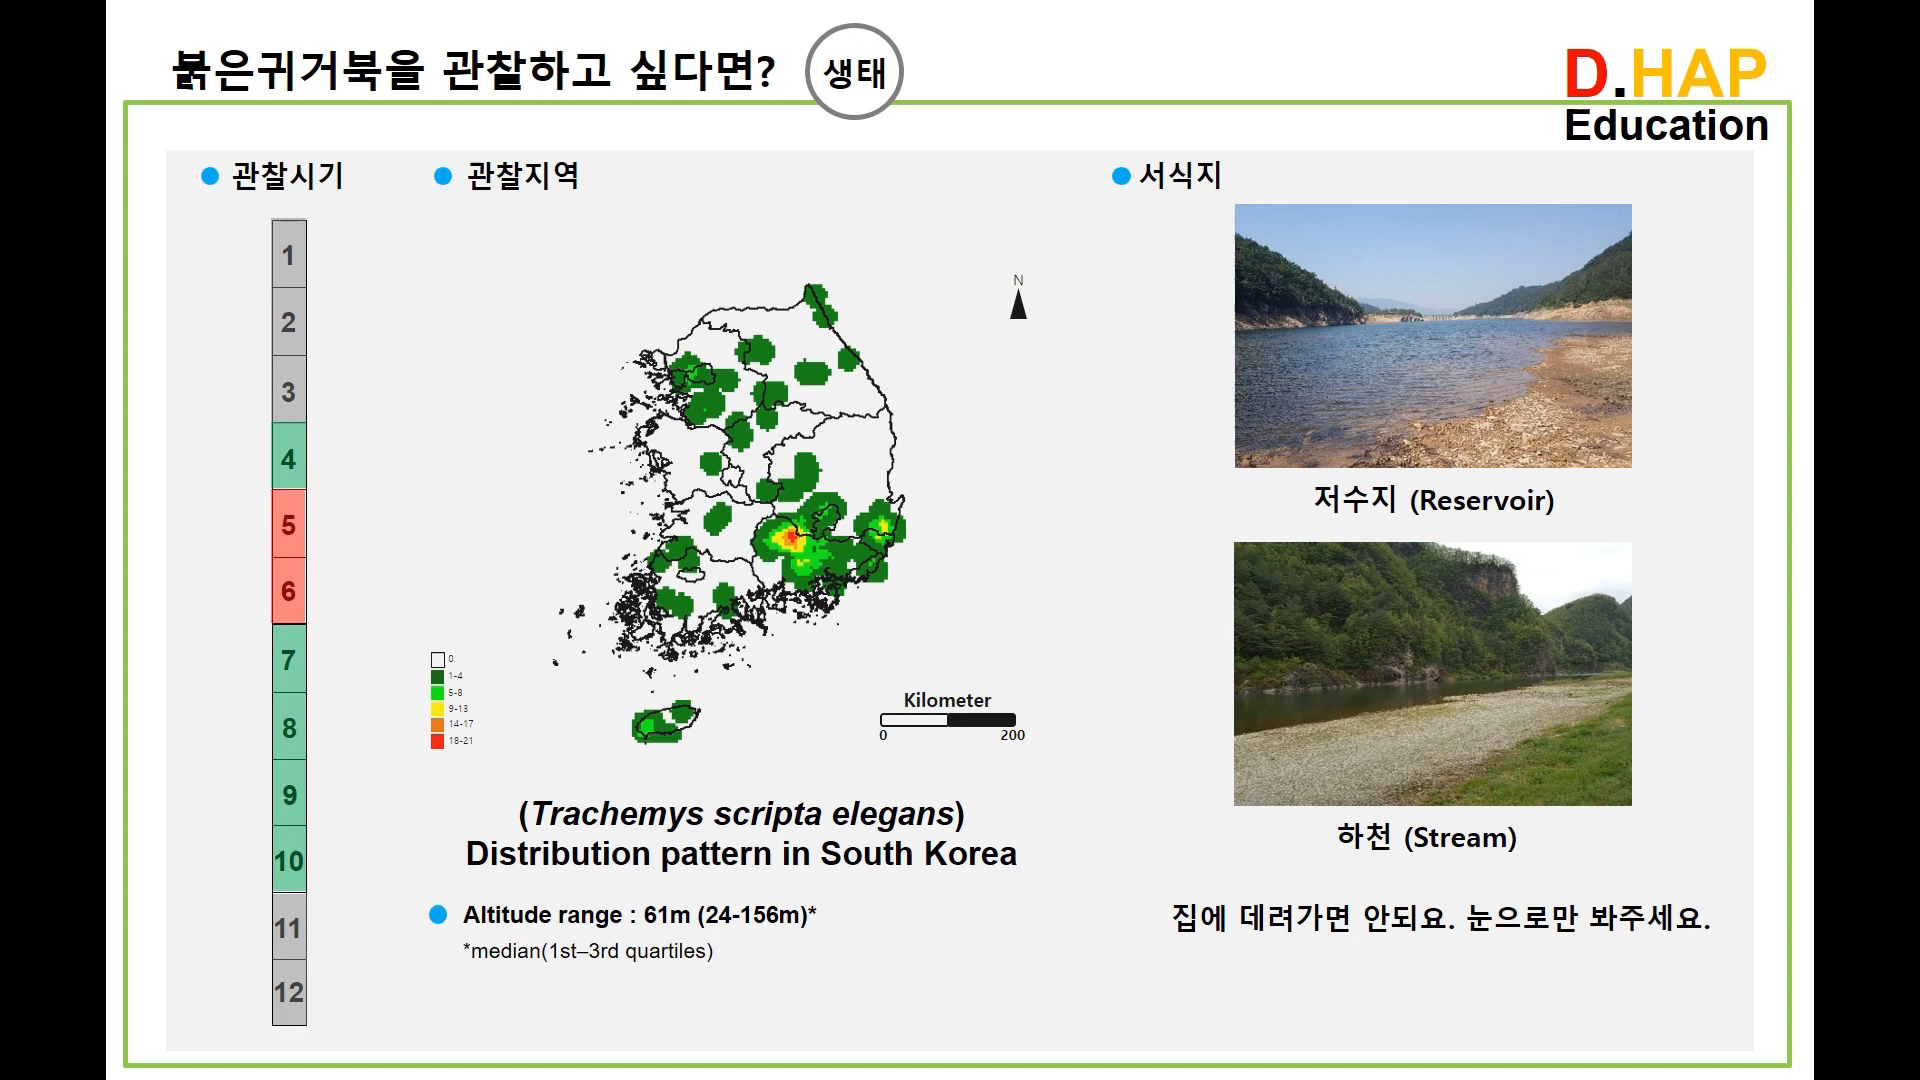 붉은귀거북을 관찰하고 싶다면?
생태
D.HAP
Education
관찰시기
1
2
3
4
5
6
7
8
9
10
11
12
관찰지역
N
0
1-4
5-8
9-13
14-17
18-21
Kilometer
0 200
(Trachemys scripta elegans)
Distribution pattern in South Korea
Altitude range : 61m (24-156m)*
*median(1st–3rd quartiles)
서식지
저수지 (Reservoir)
하천 (Stream)
집에 데려가면 안되요. 눈으로만 봐주세요.